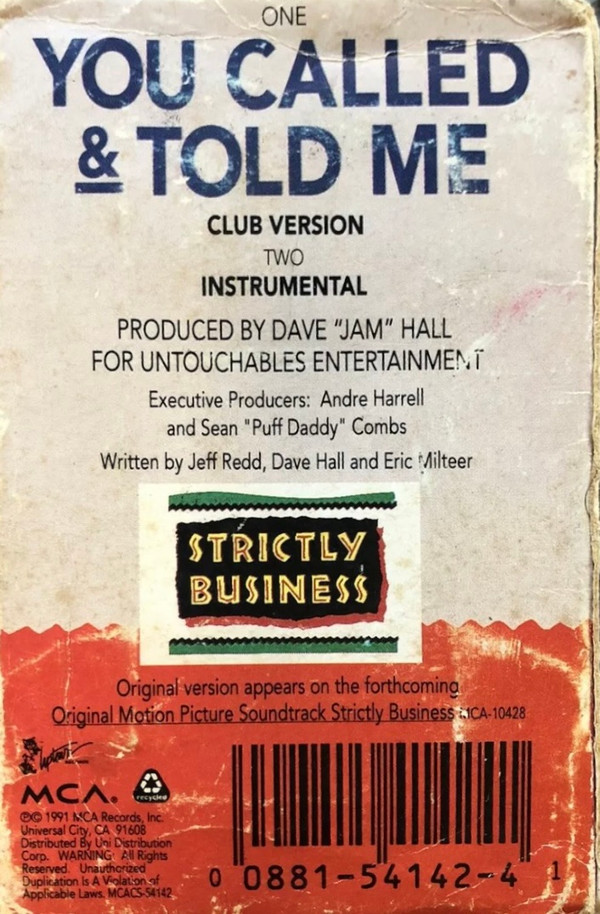 ONE
YOU CALLED
& TOLD ME
CLUB VERSION
TWO
INSTRUMENTAL
PRODUCED BY DAVE "JAM" HALL
FOR UNTOUCHABLES ENTERTAINMENT
Executive Producers: Andre Harrell
and Sean "Puff Daddy" Combs
Written by Jeff Redd, Dave Hall and Eric Milteer
STRICTLY
BUSINESS
Original version appears on the forthcoming
Original Motion Picture Soundtrack Strictly Business MCA-10428
uptown
MCA.
recycled
℗© 1991 MCA Records, Inc.
Universal City, CA 91608
Distributed By Uni Distribution
Corp. WARNING: All Rights
Reserved. Unauthorized
Duplication Is A Violation of
Applicable Laws. MCACS-54142
0 0881-54142-4 1